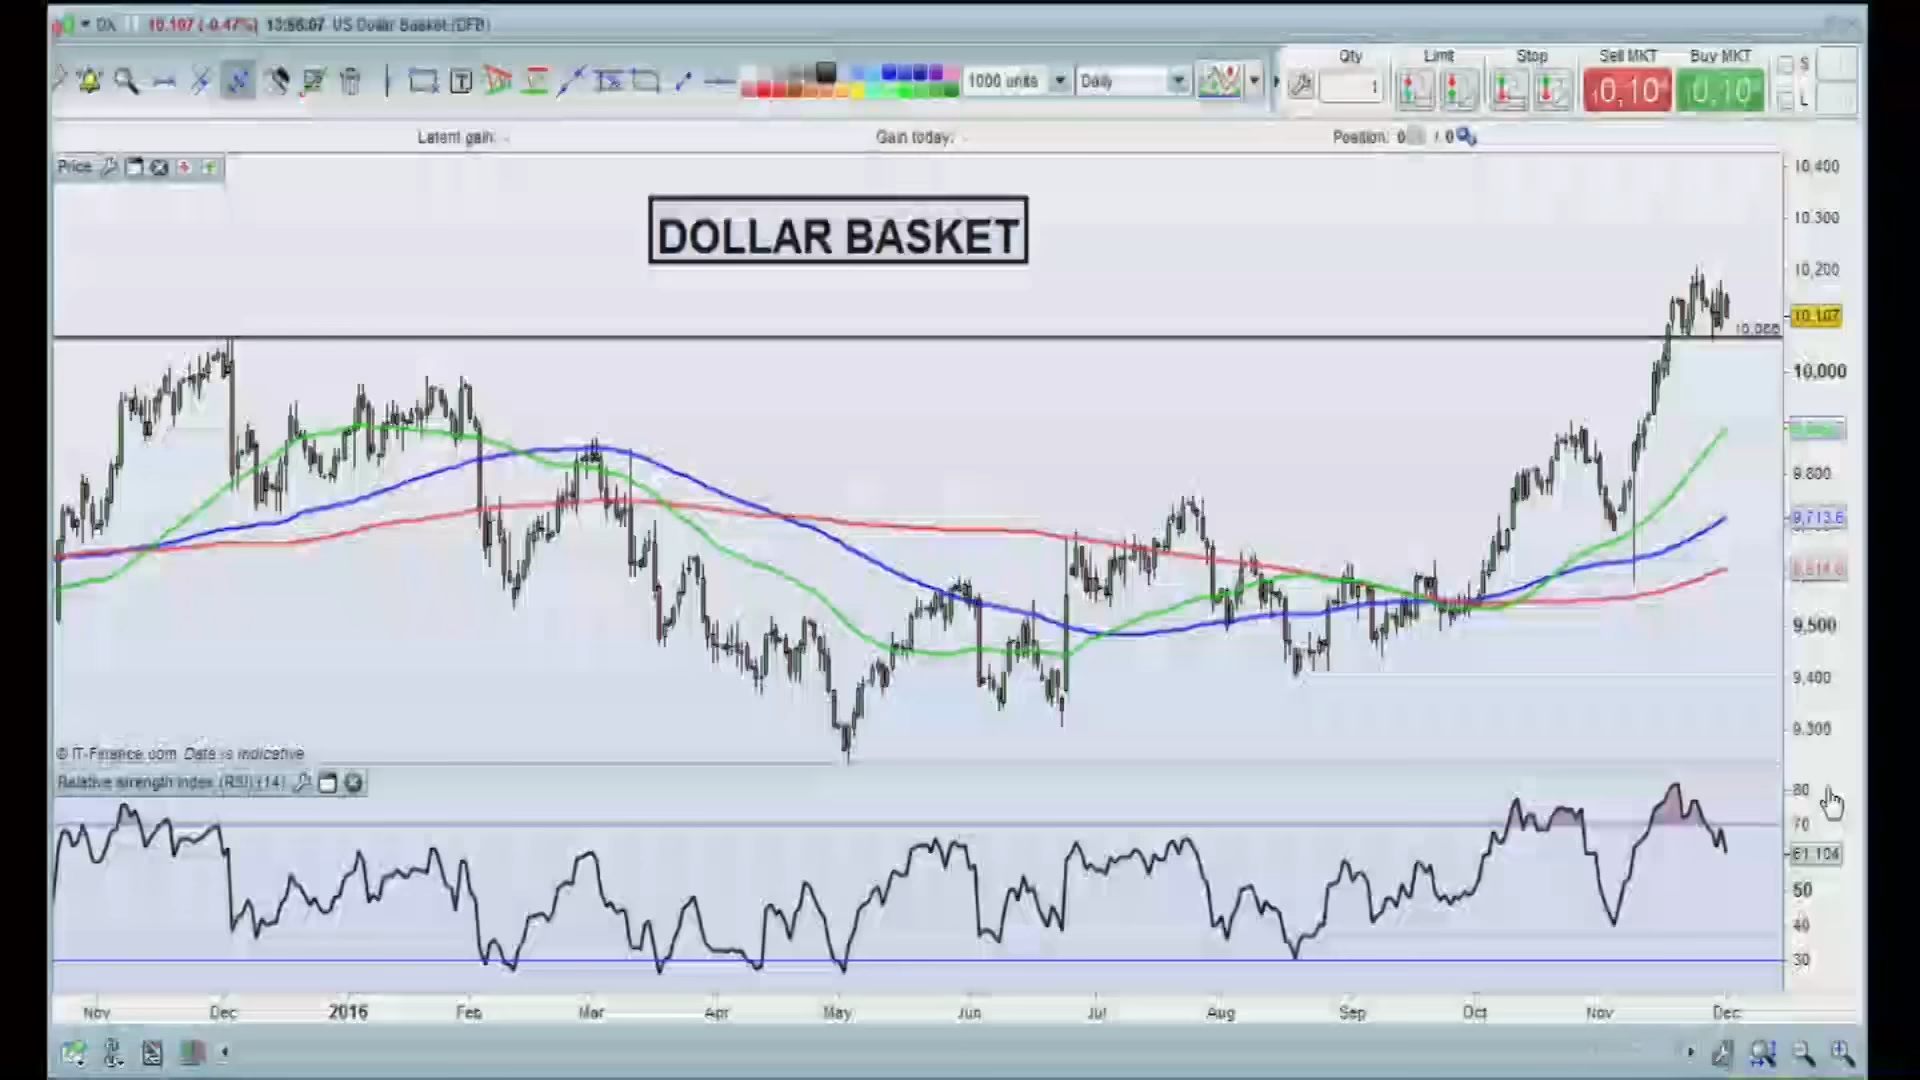 DX 10,107 (-0.47%) 13:56:07 US Dollar Basket (DFB)
Qty Limit Stop Sell MKT Buy MKT S
T 1000 units Daily 1 10.10 0.10 L
Latent gain: - Gain today: - Position: 0 / 0
Price
DOLLAR BASKET
10,400
10,300
10,200
10,107
10,000
9,800
9,713.6
9,500
9,400
9,300
© IT-Finance.com Data is indicative
Relative strength index (RSI) (14)
80
70
61.104
50
40
30
Nov Dec 2016 Feb Mar Apr May Jun Jul Aug Sep Oct Nov Dec